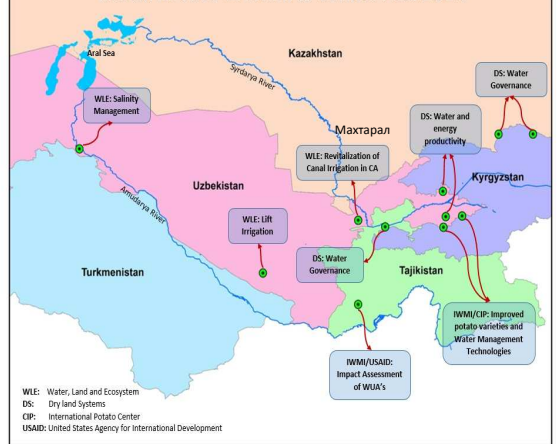 Aral Sea
Kazakhstan
Syrdarya River
DS: Water
Governance
WLE: Salinity
Management
DS: Water and
energy
productivity
Махтарал
WLE: Revitalization of
Canal Irrigation in CA
Kyrgyzstan
Uzbekistan
Amudarya River
WLE: Lift
Irrigation
DS: Water
Governance
Tajikistan
Turkmenistan
IWMI/CIP: Improved
potato varieties and
Water Management
Technologies
IWMI/USAID:
Impact Assessment
of WUA's
WLE: Water, Land and Ecosystem
DS: Dry land Systems
CIP: International Potato Center
USAID: United States Agency for International Development